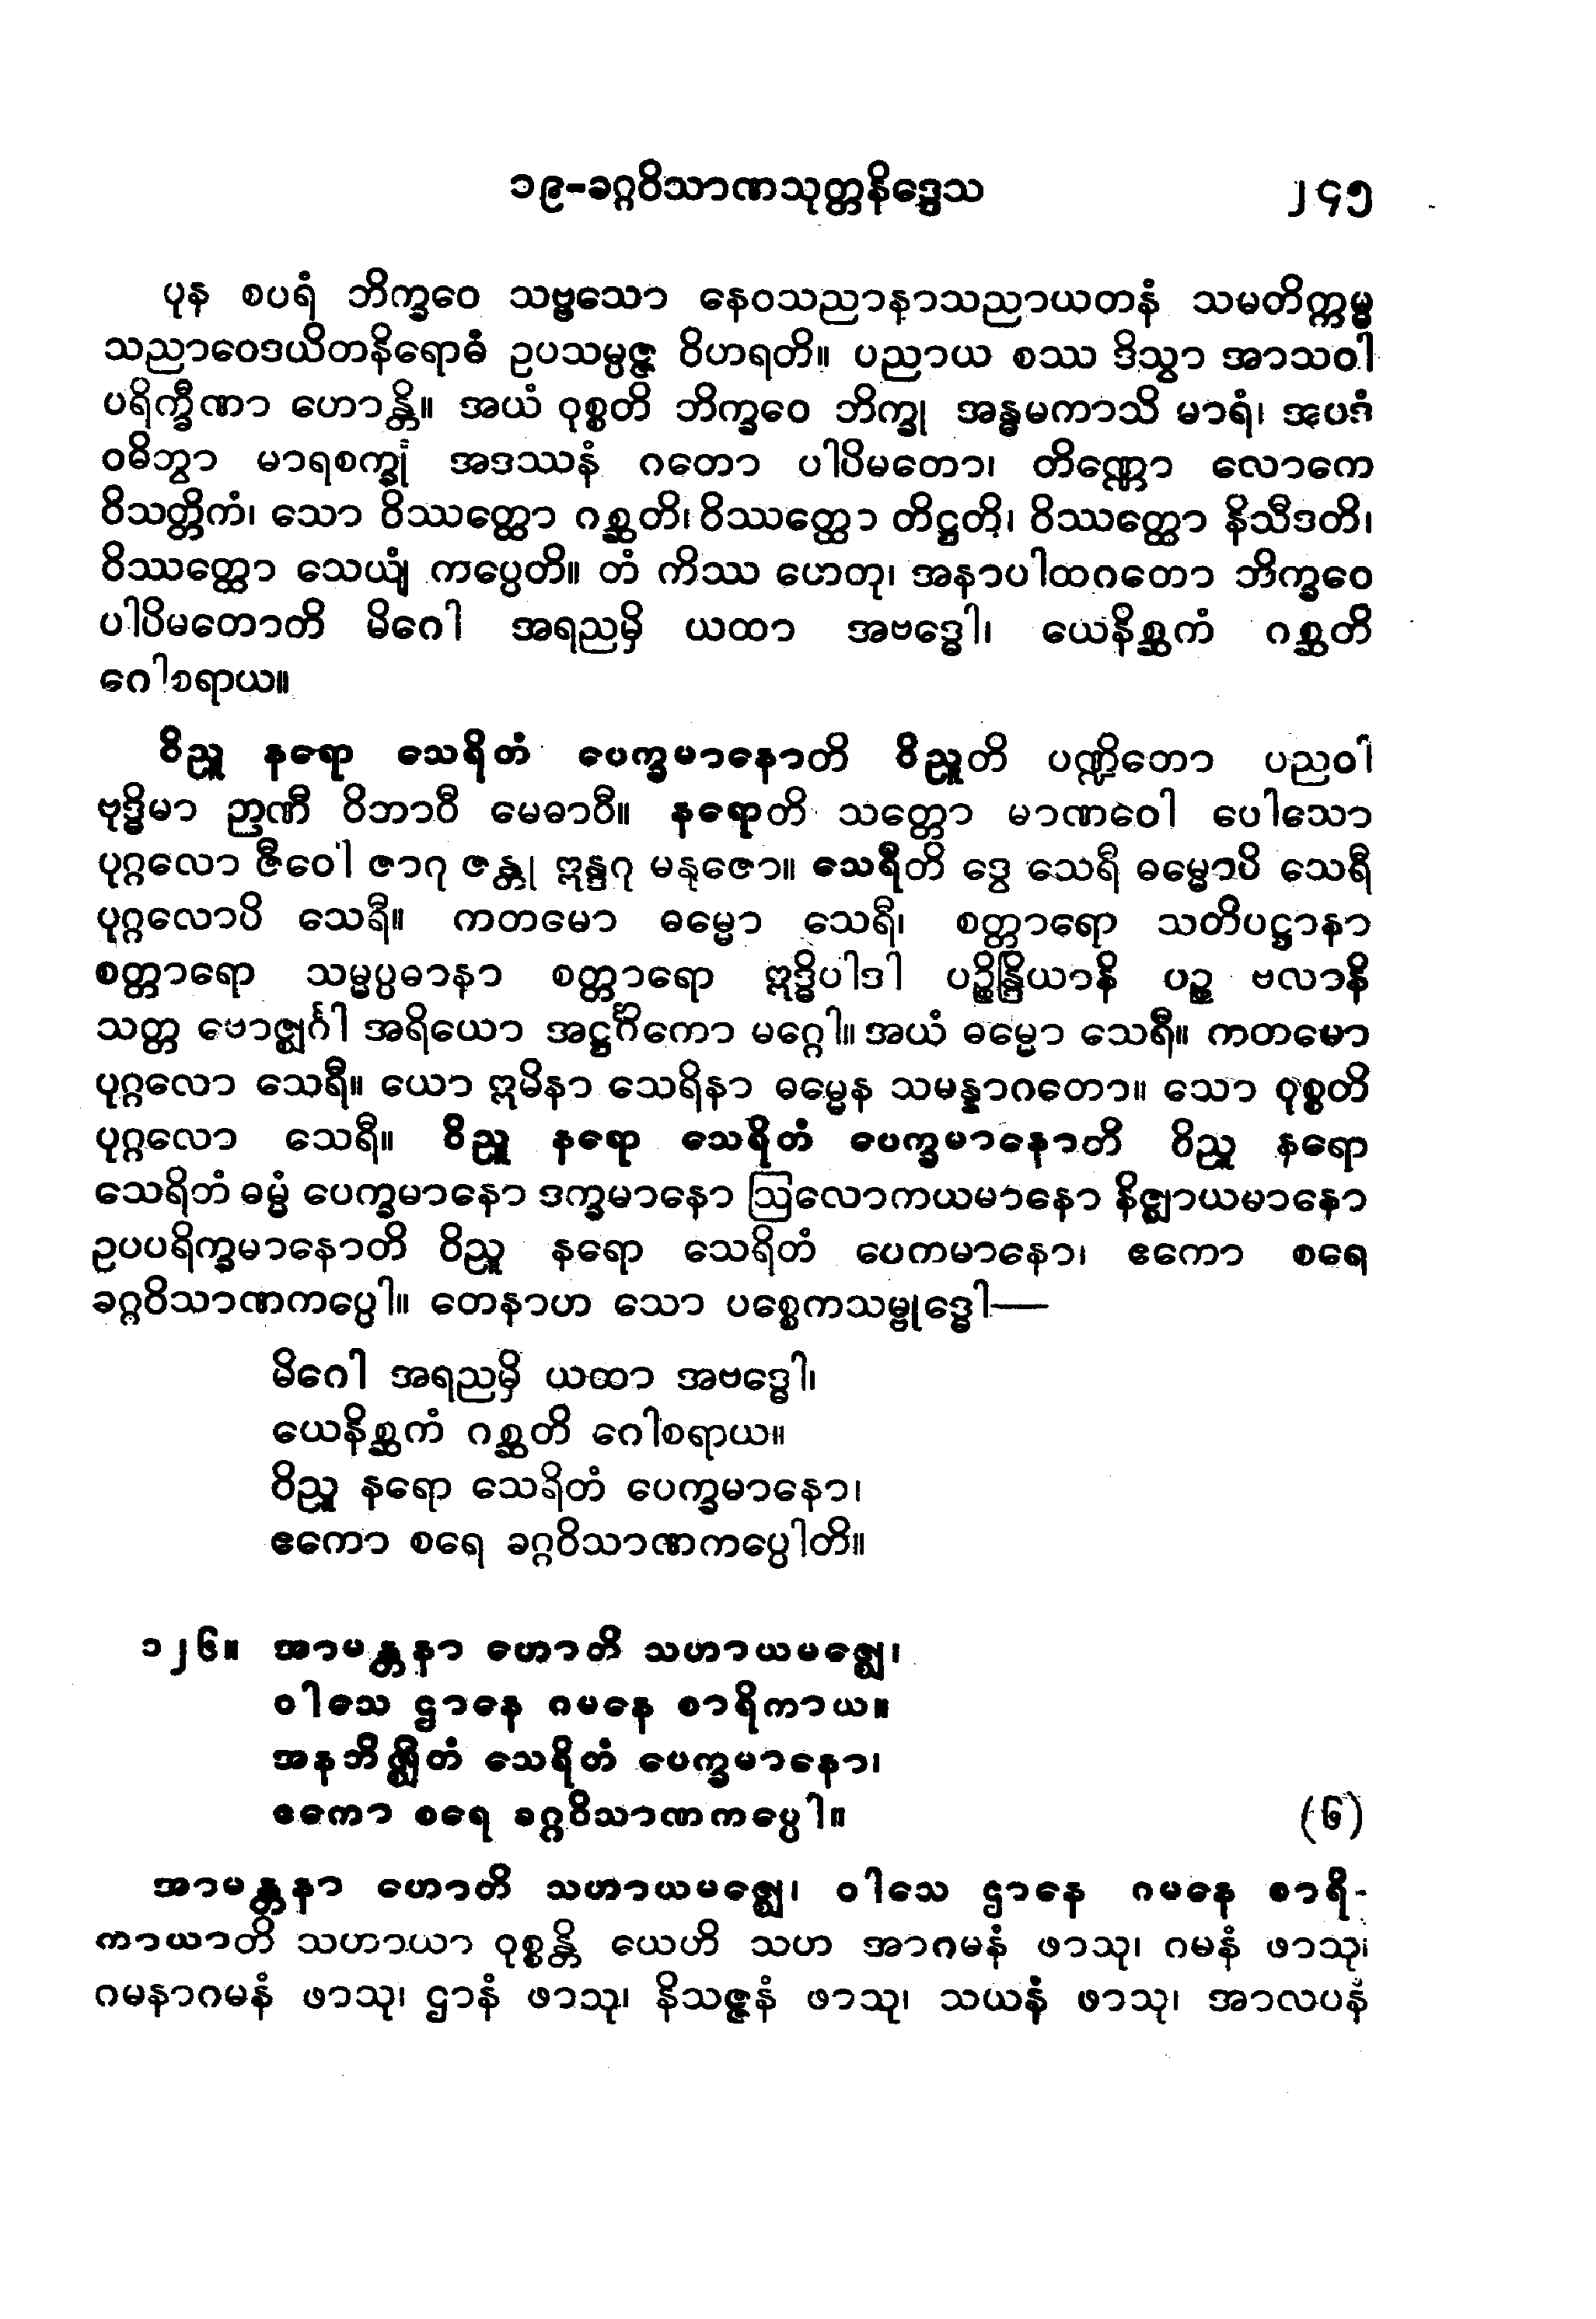 ၁၉-ခဂ္ဂဝိသာဏသုတ္တနိဒ္ဒေသ ၂၄၅
ပုန စပရံ ဘိက္ခဝေ သဗ္ဗသော နေဝသညာနာသညာယတနံ သမတိက္ကမ္မ
သညာဝေဒယိတနိရောဓံ ဥပသမ္ပဇ္ဇ ဝိဟရတိ။ ပညာယ စဿ ဒိသွာ အာသဝါ
ပရိက္ခီဏာ ဟောန္တိ။ အယံ ဝုစ္စတိ ဘိက္ခဝေ ဘိက္ခု အန္ဓမကာသိ မာရံ၊ အပဒံ
ဝဓိတွာ မာရစက္ခုံ အဒဿနံ ဂတော ပါပိမတော၊ တိဏ္ဏော လောကေ
ဝိသတ္တိကံ၊ သော ဝိဿတ္ထော ဂစ္ဆတိ၊ ဝိဿတ္ထော တိဋ္ဌတိ၊ ဝိဿတ္ထော နိသီဒတိ၊
ဝိဿတ္ထော သေယျံ ကပ္ပေတိ။ တံ ကိဿ ဟေတု၊ အနာပါထဂတော ဘိက္ခဝေ
ပါပိမတောတိ မိဂေါ အရညမှိ ယထာ အဗဒ္ဓေါ၊ ယေနိစ္ဆကံ ဂစ္ဆတိ
ဂေါစရာယ။
ဝိညူ နရော သေရိတံ ပေက္ခမာနောတိ ဝိညူတိ ပဏ္ဍိတော ပညဝါ
ဗုဒ္ဓိမာ ဉာဏီ ဝိဘာဝီ မေဓာဝီ။ နရောတိ သတ္တော မာဏဝေါ ပေါသော
ပုဂ္ဂလော ဇီဝေါ ဇာဂု ဇန္တု ဣန္ဒဂု မနုဇော။ သေရီတိ ဒွေ သေရီ ဓမ္မောပိ သေရီ
ပုဂ္ဂလောပိ သေရီ။ ကတမော ဓမ္မော သေရီ၊ စတ္တာရော သတိပဋ္ဌာနာ
စတ္တာရော သမ္မပ္ပဓာနာ စတ္တာရော ဣဒ္ဓိပါဒါ ပဉ္စိန္ဒြိယာနိ ပဉ္စ ဗလာနိ
သတ္တ ဗောဇ္ဈင်္ဂါ အရိယော အဋ္ဌင်္ဂိကော မဂ္ဂေါ။ အယံ ဓမ္မော သေရီ။ ကတမော
ပုဂ္ဂလော သေရီ။ ယော ဣမိနာ သေရိနာ ဓမ္မေန သမန္နာဂတော။ သော ဝုစ္စတိ
ပုဂ္ဂလော သေရီ။ ဝိညူ နရော သေရိတံ ပေက္ခမာနောတိ ဝိညူ နရော
သေရိတံ ဓမ္မံ ပေက္ခမာနော ဒက္ခမာနော ဩလောကယမာနော နိဇ္ဈာယမာနော
ဥပပရိက္ခမာနောတိ ဝိညူ နရော သေရိတံ ပေကမာနော၊ ဧကော စရေ
ခဂ္ဂဝိသာဏကပ္ပေါ။ တေနာဟ သော ပစ္စေကသမ္ဗုဒ္ဓေါ—
မိဂေါ အရညမှိ ယထာ အဗဒ္ဓေါ၊
ယေနိစ္ဆကံ ဂစ္ဆတိ ဂေါစရာယ။
ဝိညူ နရော သေရိတံ ပေက္ခမာနော၊
ဧကော စရေ ခဂ္ဂဝိသာဏကပ္ပေါတိ။
၁၂၆။ အာမန္တနာ ဟောတိ သဟာယမဇ္ဈေ၊
ဝါသေ ဌာနေ ဂမနေ စာရိကာယ။
အနဘိဇ္ဈိတံ သေရိတံ ပေက္ခမာနော၊
ဧကော စရေ ခဂ္ဂဝိသာဏကပ္ပေါ။ (၆)
အာမန္တနာ ဟောတိ သဟာယမဇ္ဈေ၊ ဝါသေ ဌာနေ ဂမနေ စာရိ-
ကာယာတိ သဟာယာ ဝုစ္စန္တိ ယေဟိ သဟ အာဂမနံ ဖာသု၊ ဂမနံ ဖာသု၊
ဂမနာဂမနံ ဖာသု၊ ဌာနံ ဖာသု၊ နိသဇ္ဇနံ ဖာသု၊ သယနံ ဖာသု၊ အာလပနံ